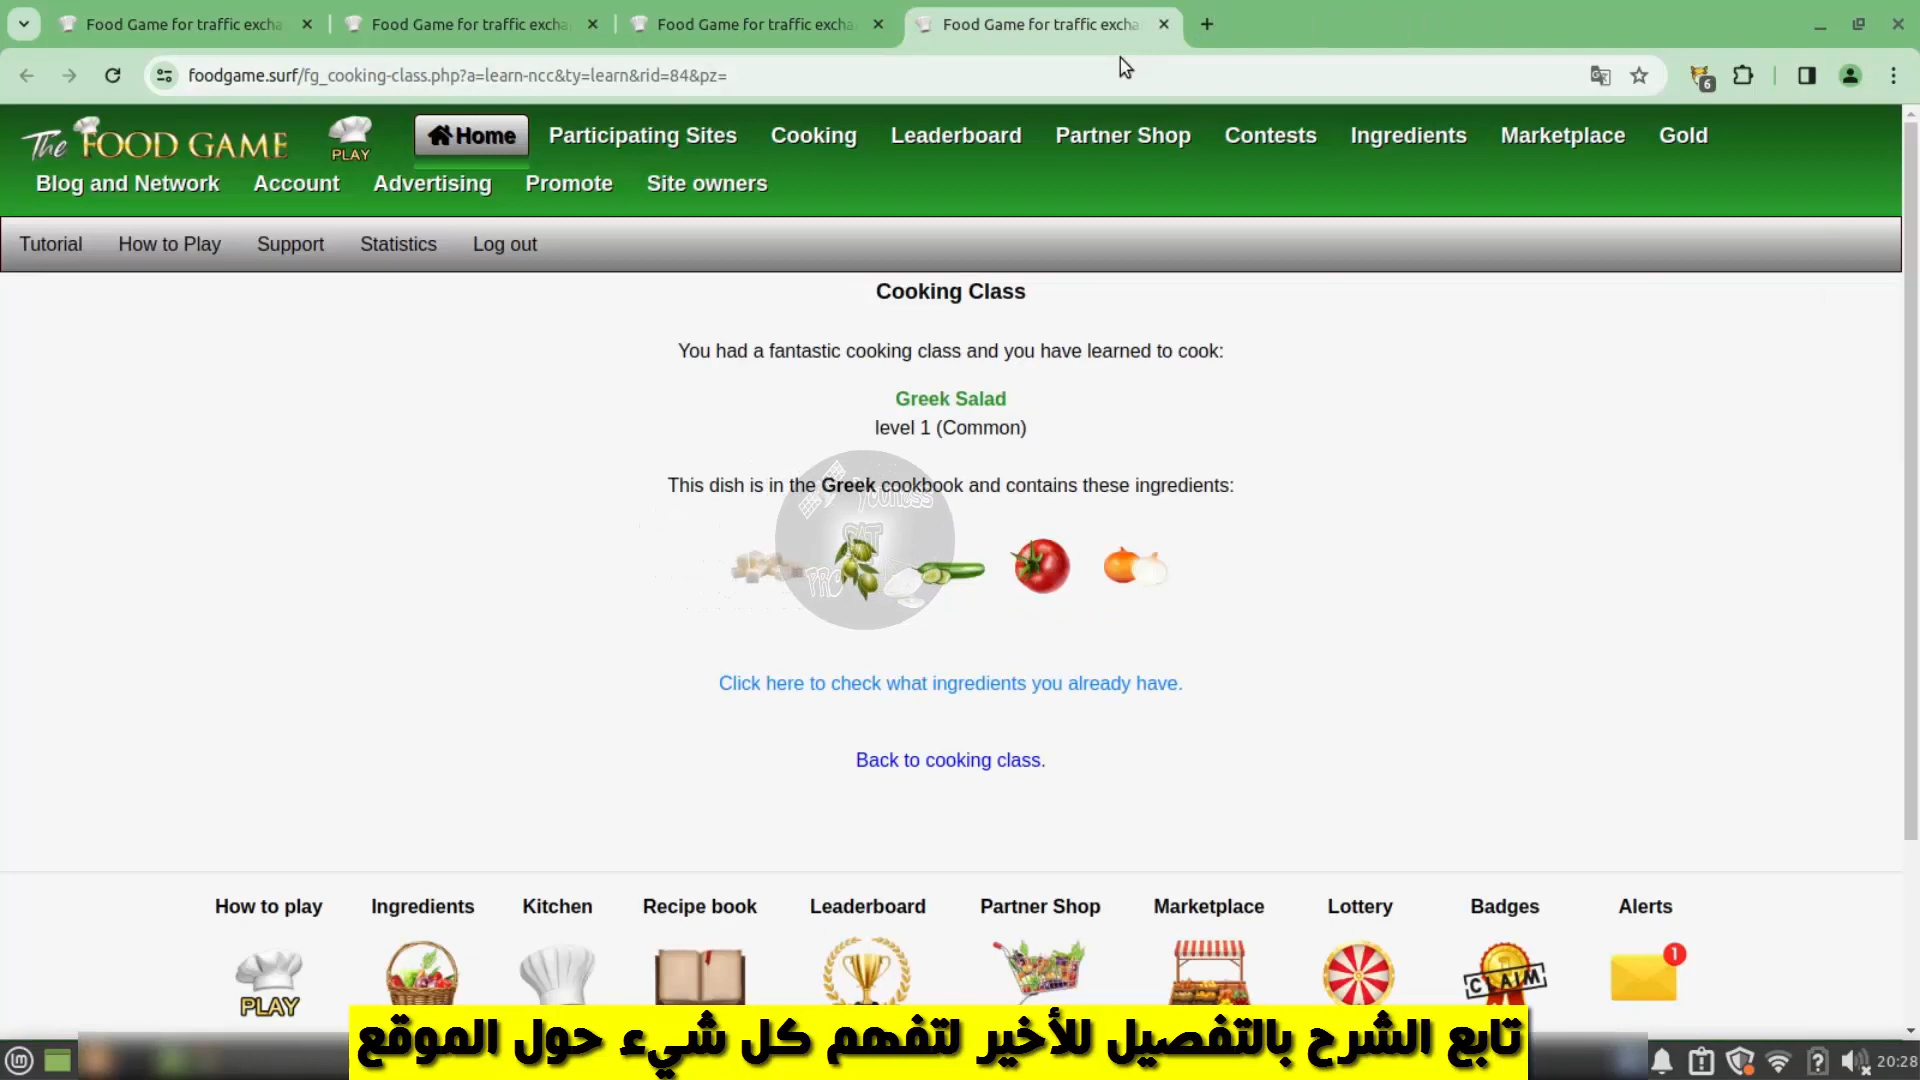 Food Game for traffic excha
Food Game for traffic excha
Food Game for traffic excha
Food Game for traffic excha
foodgame.surf/fg_cooking-class.php?a=learn-ncc&ty=learn&rid=84&pz=
6
The FOOD GAME
PLAY
Home
Participating Sites
Cooking
Leaderboard
Partner Shop
Contests
Ingredients
Marketplace
Gold
Blog and Network
Account
Advertising
Promote
Site owners
Tutorial
How to Play
Support
Statistics
Log out
Cooking Class
You had a fantastic cooking class and you have learned to cook:
Greek Salad
level 1 (Common)
This dish is in the Greek cookbook and contains these ingredients:
Youness
PRO
Click here to check what ingredients you already have.
Back to cooking class.
How to play
Ingredients
Kitchen
Recipe book
Leaderboard
Partner Shop
Marketplace
Lottery
Badges
Alerts
PLAY
CLAIM
1
تابع الشرح بالتفصيل للأخير لتفهم كل شيء حول الموقع
20:28